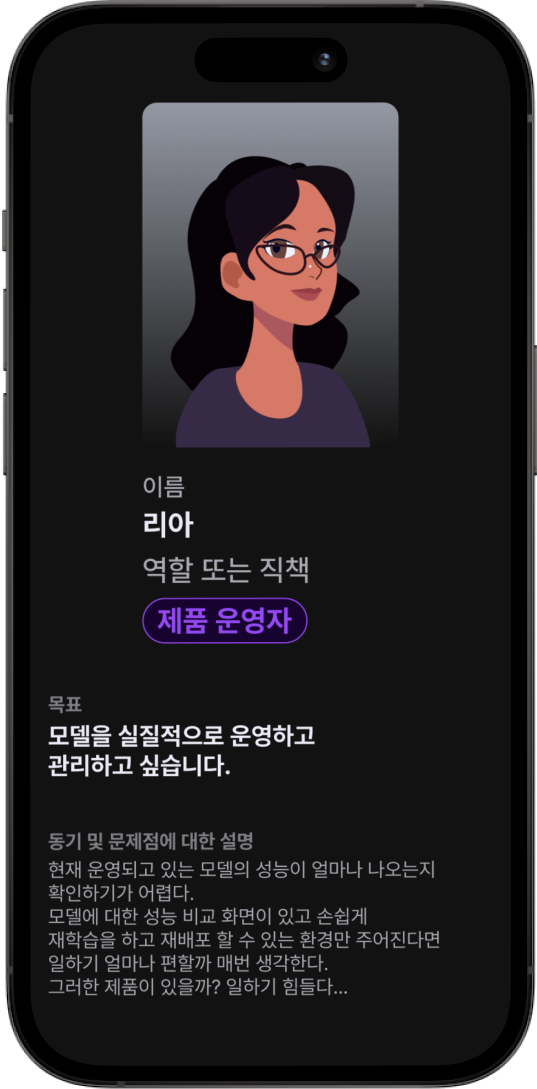 이름
리아
역할 또는 직책
제품 운영자
목표
모델을 실질적으로 운영하고
관리하고 싶습니다.
동기 및 문제점에 대한 설명
현재 운영되고 있는 모델의 성능이 얼마나 나오는지
확인하기가 어렵다.
모델에 대한 성능 비교 화면이 있고 손쉽게
재학습을 하고 재배포 할 수 있는 환경만 주어진다면
일하기 얼마나 편할까 매번 생각한다.
그러한 제품이 있을까? 일하기 힘들다...